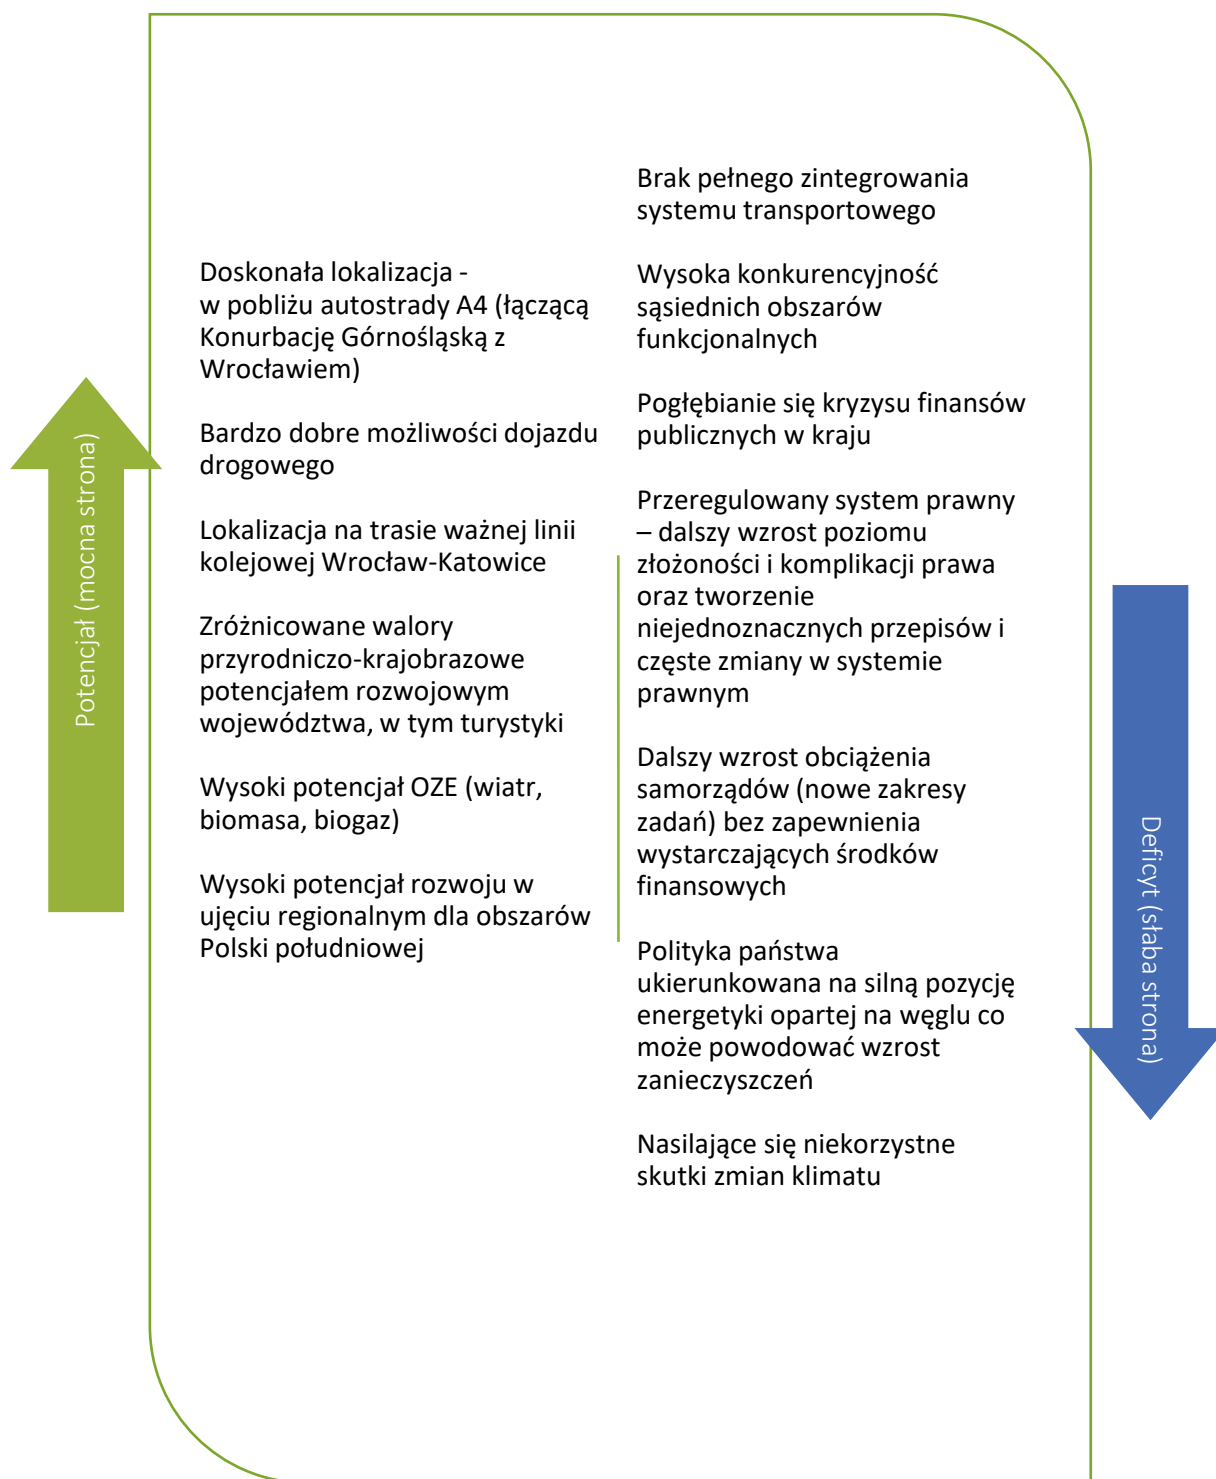 Potencjał (mocna strona)
Doskonała lokalizacja -
w pobliżu autostrady A4 (łączącą
Konurbację Górnośląską z
Wrocławiem)
Bardzo dobre możliwości dojazdu
drogowego
Lokalizacja na trasie ważnej linii
kolejowej Wrocław-Katowice
Zróżnicowane walory
przyrodniczo-krajobrazowe
potencjałem rozwojowym
województwa, w tym turystyki
Wysoki potencjał OZE (wiatr,
biomasa, biogaz)
Wysoki potencjał rozwoju w
ujęciu regionalnym dla obszarów
Polski południowej
Brak pełnego zintegrowania
systemu transportowego
Wysoka konkurencyjność
sąsiednich obszarów
funkcjonalnych
Pogłębianie się kryzysu finansów
publicznych w kraju
Przeregulowany system prawny
– dalszy wzrost poziomu
złożoności i komplikacji prawa
oraz tworzenie
niejednoznacznych przepisów i
częste zmiany w systemie
prawnym
Dalszy wzrost obciążenia
samorządów (nowe zakresy
zadań) bez zapewnienia
wystarczających środków
finansowych
Polityka państwa
ukierunkowana na silną pozycję
energetyki opartej na węglu co
może powodować wzrost
zanieczyszczeń
Nasilające się niekorzystne
skutki zmian klimatu
Deficyt (słaba strona)